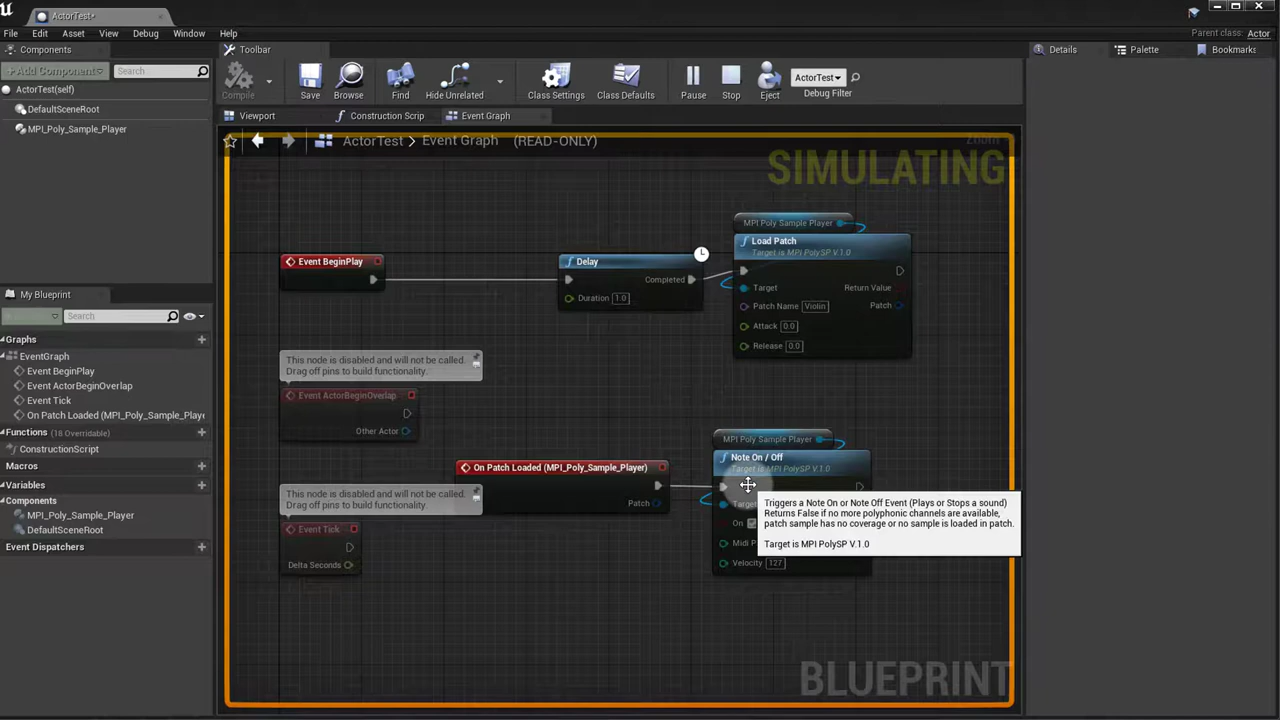 ActorTest*
File Edit Asset View Debug Window Help
Parent class: Actor
Components
Toolbar
Details
Palette
Bookmarks
+ Add Component
Search
Compile
Save
Browse
Find
Hide Unrelated
Class Settings
Class Defaults
Pause
Stop
Eject
ActorTest
Debug Filter
ActorTest(self)
DefaultSceneRoot
MPI_Poly_Sample_Player
Viewport
Construction Scrip
Event Graph
ActorTest > Event Graph (READ-ONLY)
Zoom
SIMULATING
MPI Poly Sample Player
Load Patch
Target is MPI PolySP V.1.0
Target
Return Value
Patch Name Violin
Patch
Attack 0.0
Release 0.0
Event BeginPlay
Delay
Completed
Duration 1.0
My Blueprint
Search
Graphs
EventGraph
Event BeginPlay
Event ActorBeginOverlap
Event Tick
On Patch Loaded (MPI_Poly_Sample_Playe
Functions (18 Overridable)
ConstructionScript
Macros
Variables
Components
MPI_Poly_Sample_Player
DefaultSceneRoot
Event Dispatchers
This node is disabled and will not be called.
Drag off pins to build functionality.
Event ActorBeginOverlap
Other Actor
MPI Poly Sample Player
On Patch Loaded (MPI_Poly_Sample_Player)
Patch
Note On / Off
Target is MPI PolySP V.1.0
Target
On
Midi P
Velocity 127
This node is disabled and will not be called.
Drag off pins to build functionality.
Event Tick
Delta Seconds
Triggers a Note On or Note Off Event (Plays or Stops a sound)
Returns False if no more polyphonic channels are available,
patch sample has no coverage or no sample is loaded in patch.
Target is MPI PolySP V.1.0
BLUEPRINT